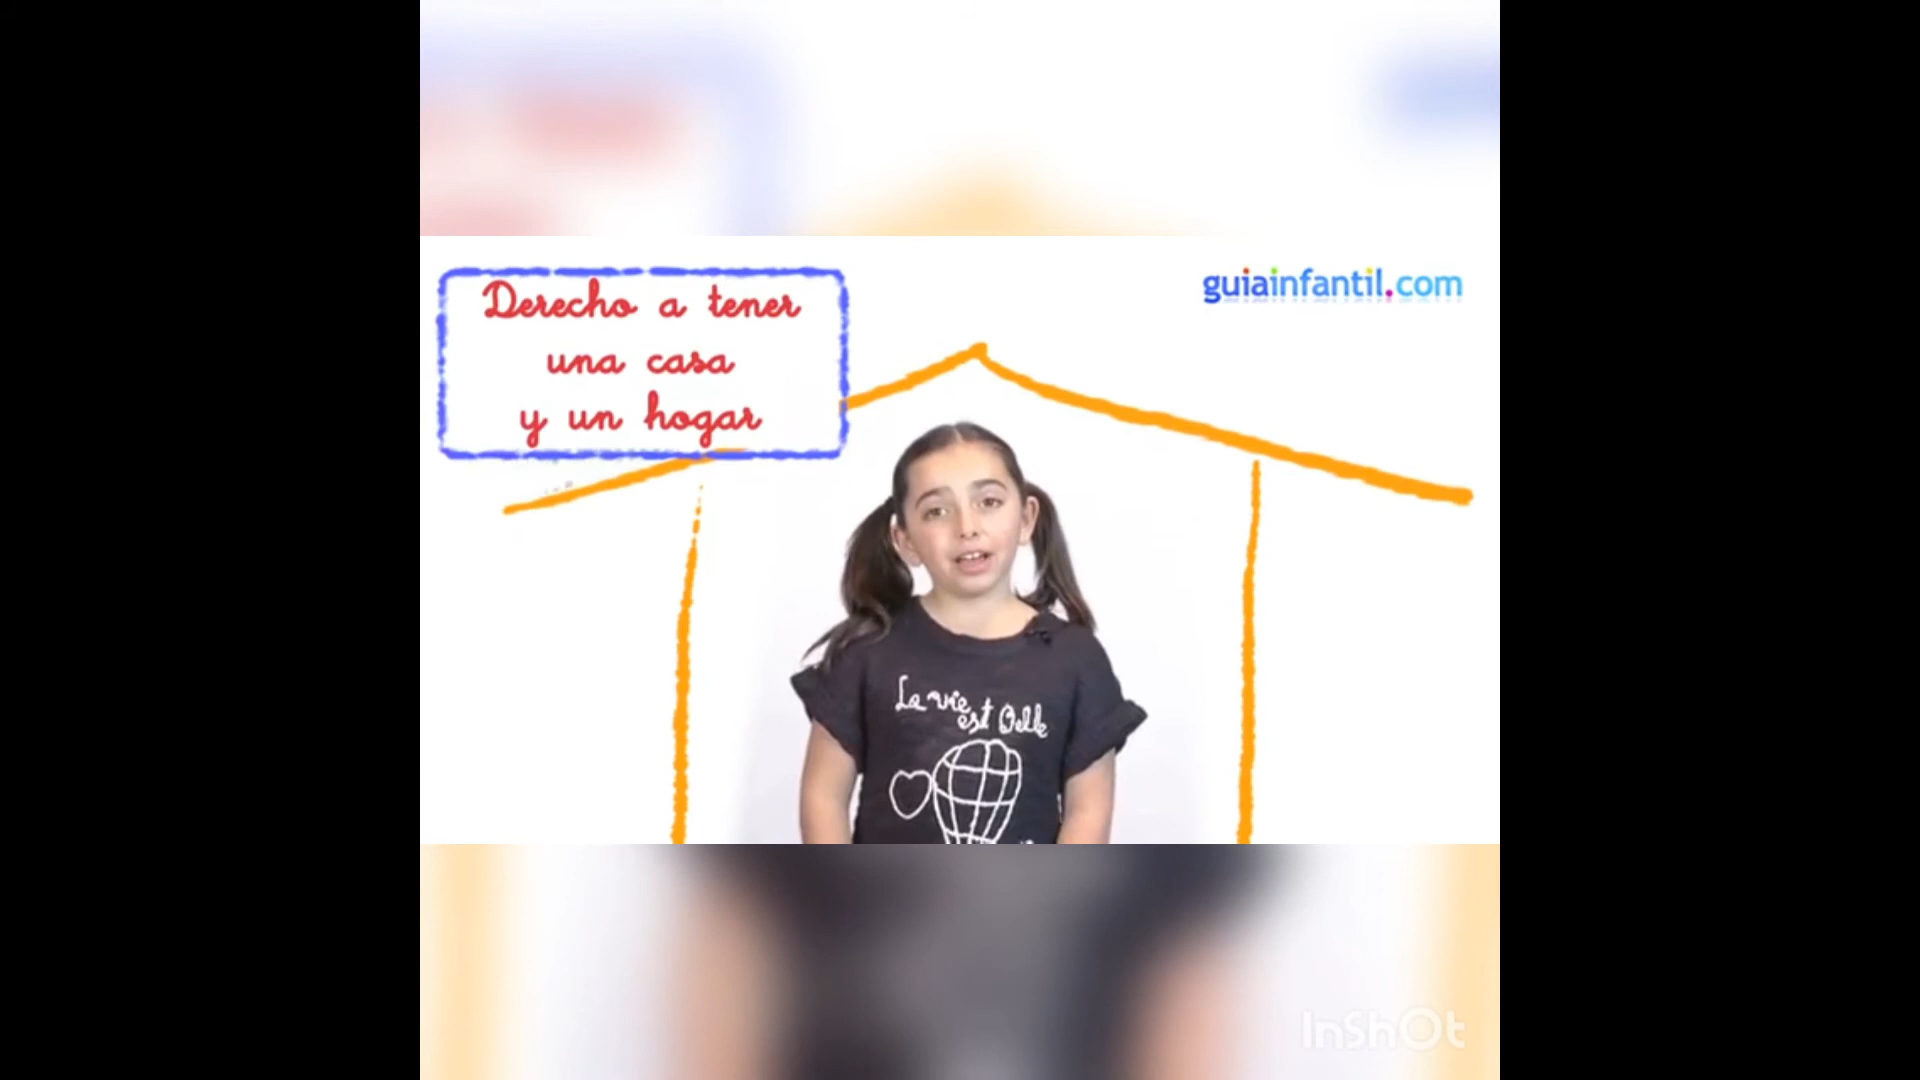 Derecho a tener
una casa
y un hogar
guiainfantil.com
La vie
est Belle
InShOt